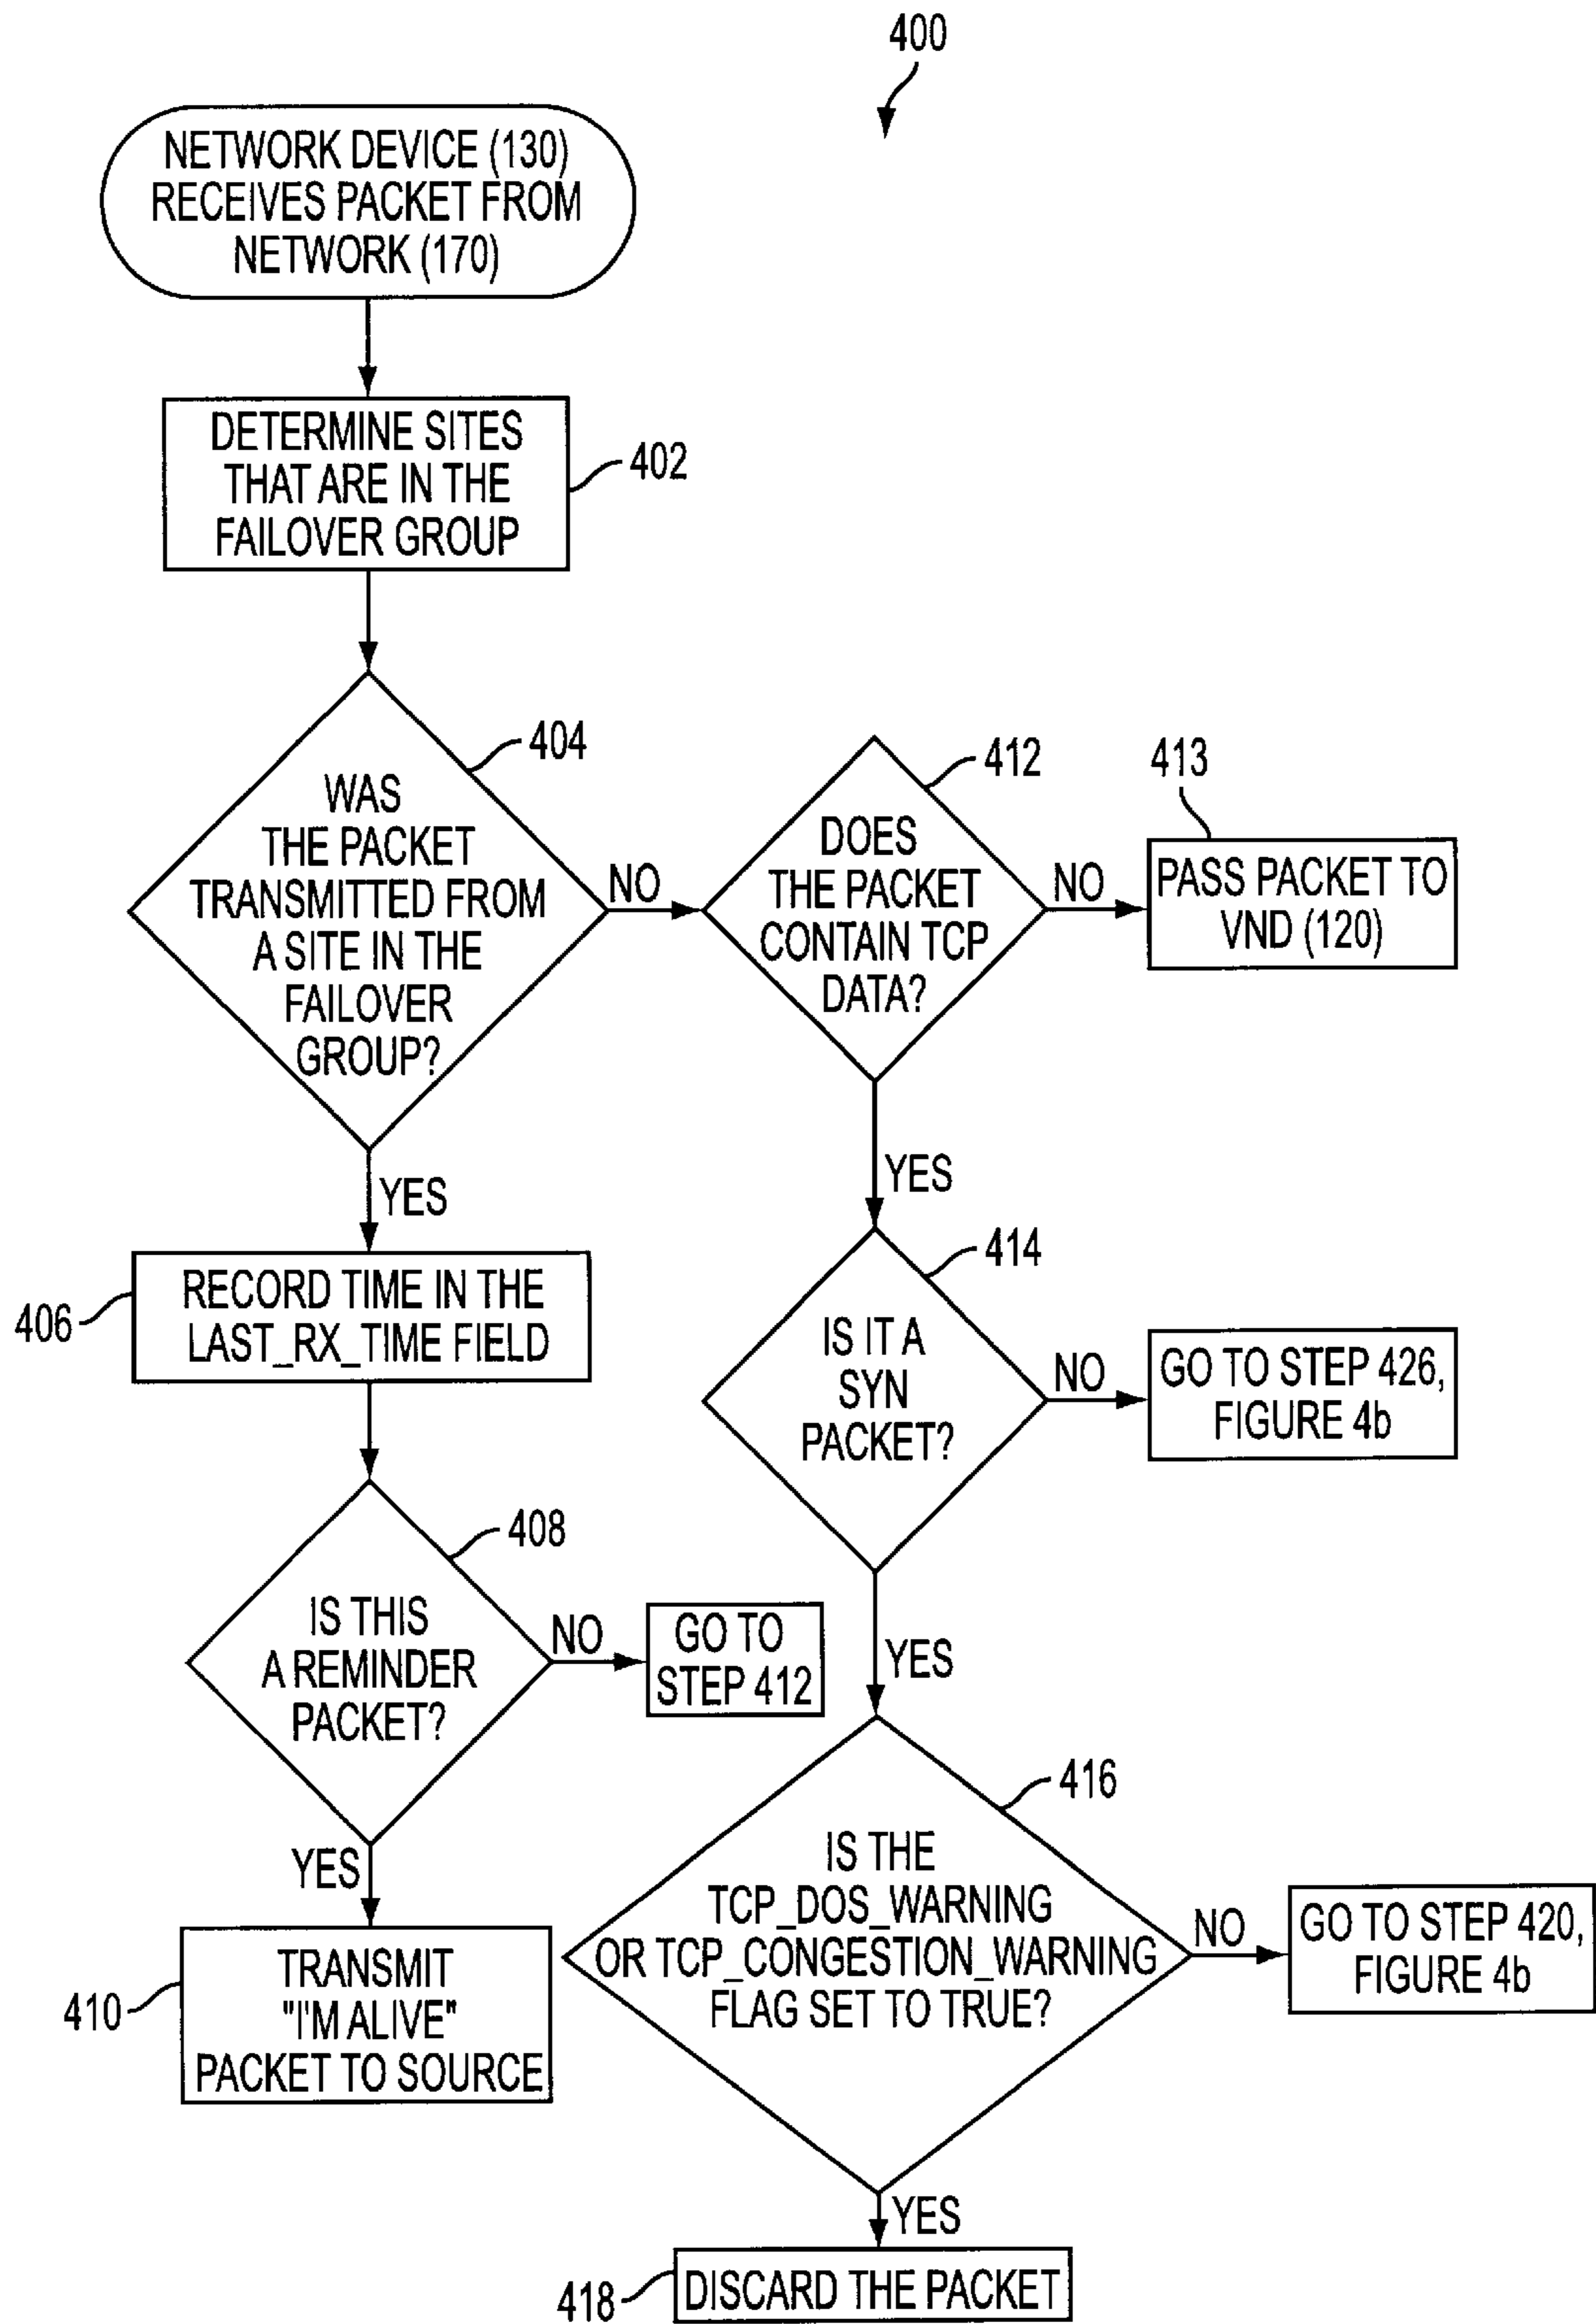 400
NETWORK DEVICE (130)
RECEIVES PACKET FROM
NETWORK (170)
DETERMINE SITES
THAT ARE IN THE
FAILOVER GROUP
402
WAS
THE PACKET
TRANSMITTED FROM
A SITE IN THE
FAILOVER
GROUP?
404
NO
YES
DOES
THE PACKET
CONTAIN TCP
DATA?
412
NO
YES
413
PASS PACKET TO
VND (120)
406
RECORD TIME IN THE
LAST_RX_TIME FIELD
IS IT A
SYN
PACKET?
414
NO
YES
GO TO STEP 426,
FIGURE 4b
IS THIS
A REMINDER
PACKET?
408
NO
YES
GO TO
STEP 412
410
TRANSMIT
"I'M ALIVE"
PACKET TO SOURCE
IS THE
TCP_DOS_WARNING
OR TCP_CONGESTION_WARNING
FLAG SET TO TRUE?
416
NO
YES
GO TO STEP 420,
FIGURE 4b
418
DISCARD THE PACKET